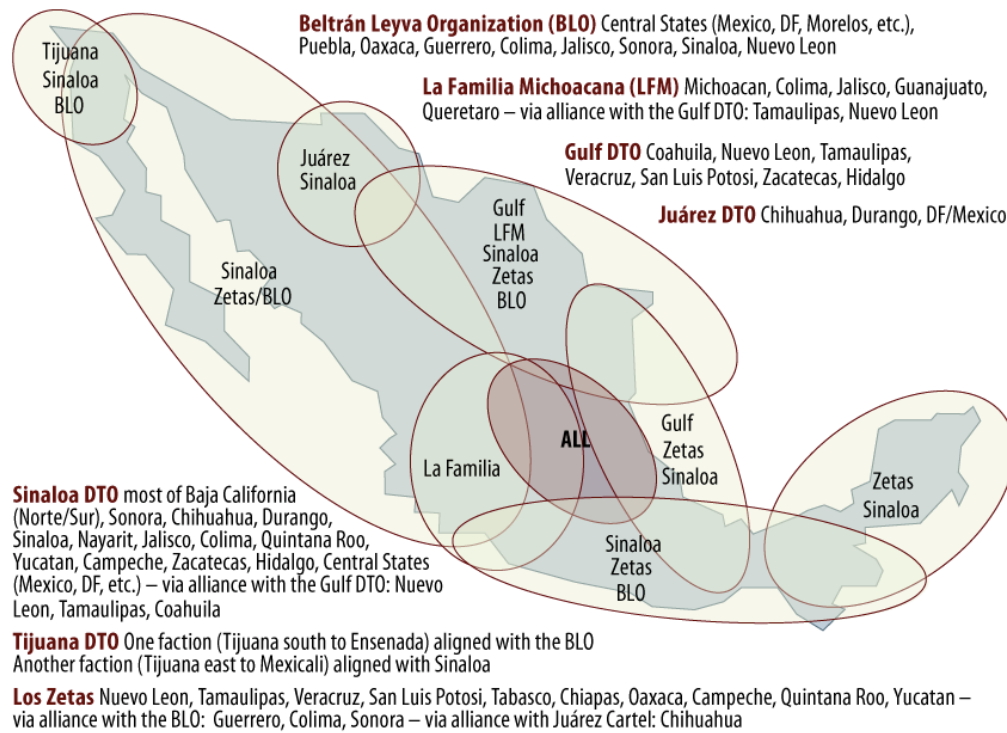 Beltrán Leyva Organization (BLO) Central States (Mexico, DF, Morelos, etc.),
Puebla, Oaxaca, Guerrero, Colima, Jalisco, Sonora, Sinaloa, Nuevo Leon
La Familia Michoacana (LFM) Michoacan, Colima, Jalisco, Guanajuato,
Queretaro – via alliance with the Gulf DTO: Tamaulipas, Nuevo Leon
Gulf DTO Coahuila, Nuevo Leon, Tamaulipas,
Veracruz, San Luis Potosi, Zacatecas, Hidalgo
Juárez DTO Chihuahua, Durango, DF/Mexico
Tijuana
Sinaloa
BLO
Juárez
Sinaloa
Gulf
LFM
Sinaloa
Zetas
BLO
Sinaloa
Zetas/BLO
ALL
La Familia
Gulf
Zetas
Sinaloa
Zetas
Sinaloa
Sinaloa
Zetas
BLO
Sinaloa DTO most of Baja California
(Norte/Sur), Sonora, Chihuahua, Durango,
Sinaloa, Nayarit, Jalisco, Colima, Quintana Roo,
Yucatan, Campeche, Zacatecas, Hidalgo, Central States
(Mexico, DF, etc.) – via alliance with the Gulf DTO: Nuevo
Leon, Tamaulipas, Coahuila
Tijuana DTO One faction (Tijuana south to Ensenada) aligned with the BLO
Another faction (Tijuana east to Mexicali) aligned with Sinaloa
Los Zetas Nuevo Leon, Tamaulipas, Veracruz, San Luis Potosi, Tabasco, Chiapas, Oaxaca, Campeche, Quintana Roo, Yucatan –
via alliance with the BLO: Guerrero, Colima, Sonora – via alliance with Juárez Cartel: Chihuahua